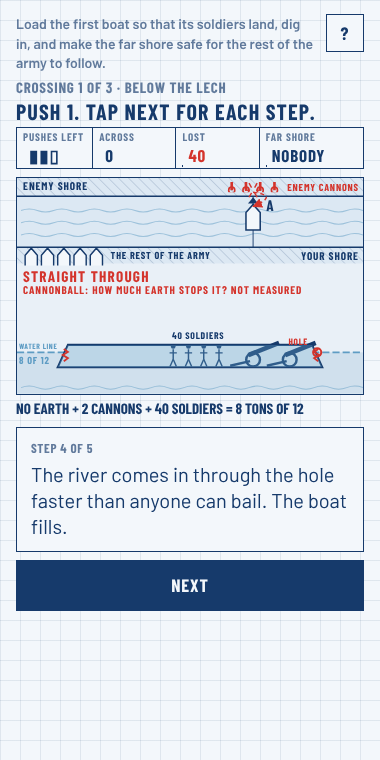 Load the first boat so that its soldiers land, dig
in, and make the far shore safe for the rest of the
army to follow.
?
CROSSING 1 OF 3 · BELOW THE LECH
PUSH 1. TAP NEXT FOR EACH STEP.
PUSHES LEFT
ACROSS
0
LOST
40
FAR SHORE
NOBODY
ENEMY SHORE
ENEMY CANNONS
A
THE REST OF THE ARMY
YOUR SHORE
STRAIGHT THROUGH
CANNONBALL: HOW MUCH EARTH STOPS IT? NOT MEASURED
40 SOLDIERS
HOLE
WATER LINE
8 OF 12
NO EARTH + 2 CANNONS + 40 SOLDIERS = 8 TONS OF 12
STEP 4 OF 5
The river comes in through the hole
faster than anyone can bail. The boat
fills.
NEXT